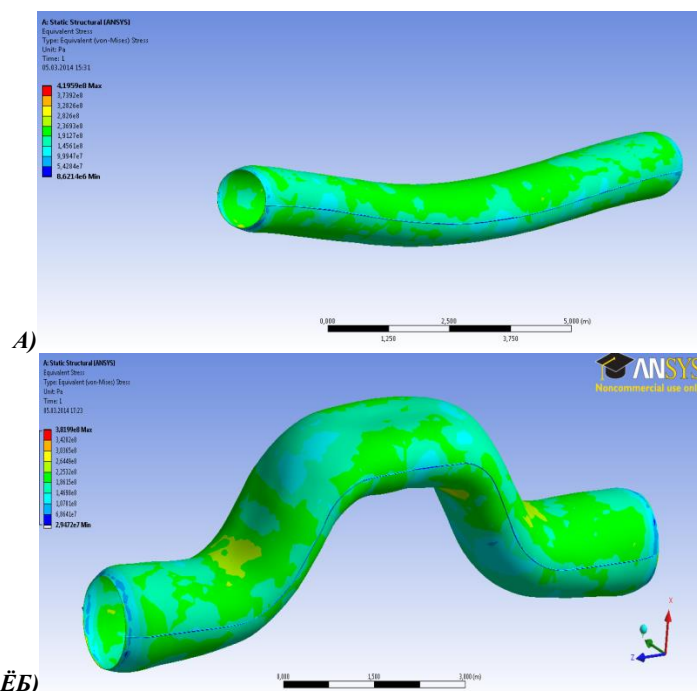 A: Static Structural (ANSYS)
Equivalent Stress
Type: Equivalent (von-Mises) Stress
Unit: Pa
Time: 1
05.03.2014 15:31
4,1959e8 Max
3,7392e8
3,2826e8
2,826e8
2,3693e8
1,9127e8
1,4561e8
9,9947e7
5,4284e7
8,6214e6 Min
0,000 2,500 5,000 (m)
1,250 3,750
А)
A: Static Structural (ANSYS)
Equivalent Stress
Type: Equivalent (von-Mises) Stress
Unit: Pa
Time: 1
05.03.2014 17:23
3,8199e8 Max
3,4282e8
3,0365e8
2,6448e8
2,2532e8
1,8615e8
1,4698e8
1,0781e8
6,8641e7
2,9472e7 Min
ANSYS
Noncommercial use only
X
Z
0,000 1,500 3,000 (m)
ЁБ)